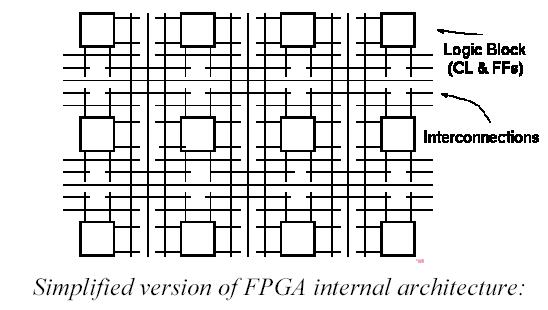 Logic Block
(CL & FFs)
Interconnections
Simplified version of FPGA internal architecture: